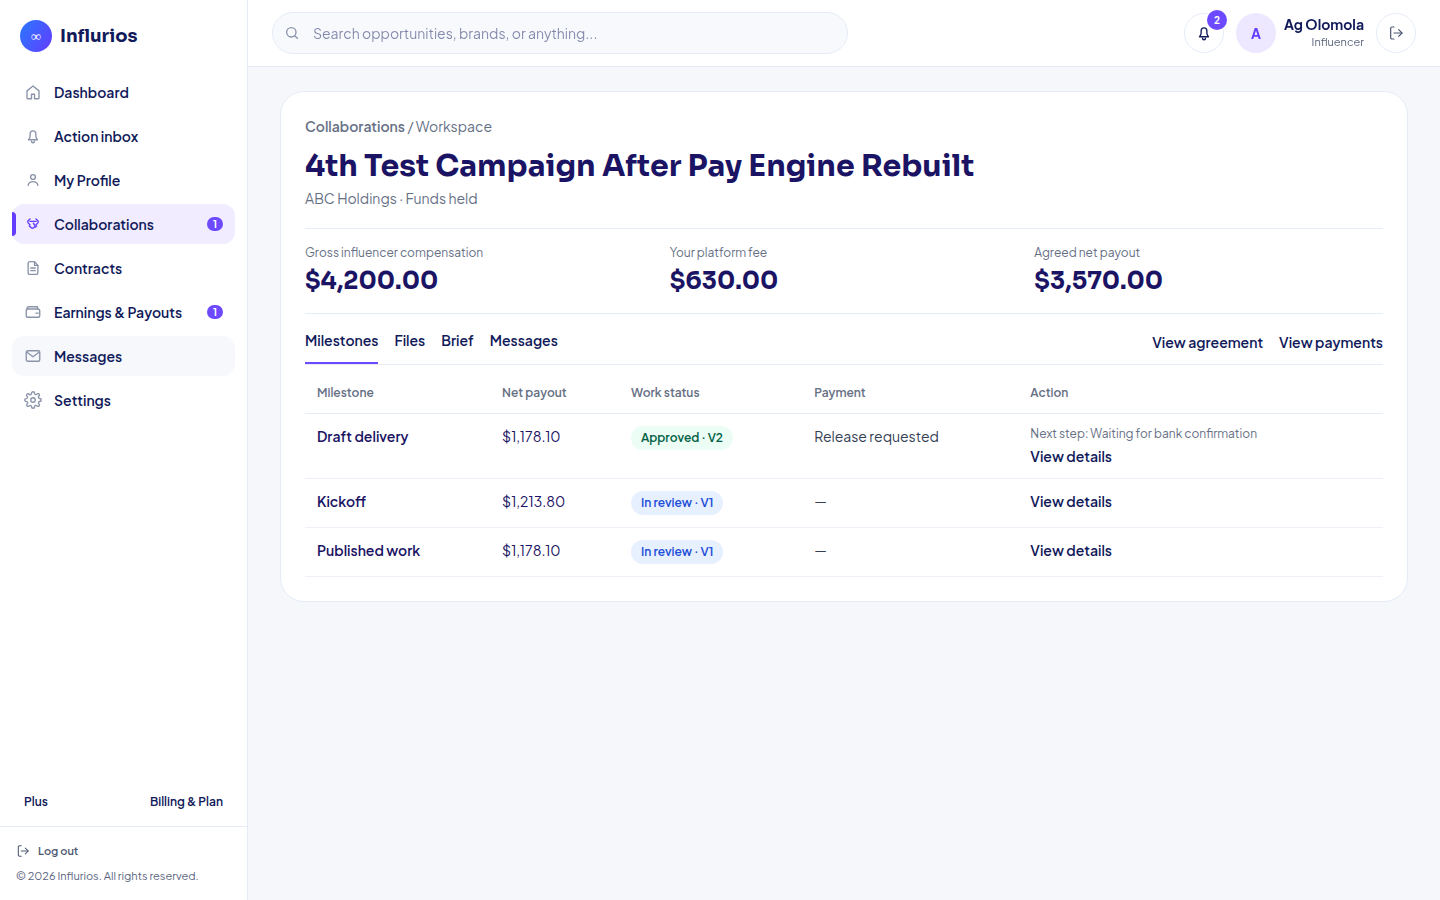 ∞ Influrios
Search opportunities, brands, or anything...
2
A
Ag Olomola
Influencer
Dashboard
Action inbox
My Profile
Collaborations 1
Contracts
Earnings & Payouts 1
Messages
Settings
Plus Billing & Plan
Log out
© 2026 Influrios. All rights reserved.
Collaborations / Workspace
4th Test Campaign After Pay Engine Rebuilt
ABC Holdings · Funds held
Gross influencer compensation Your platform fee Agreed net payout
$4,200.00 $630.00 $3,570.00
Milestones Files Brief Messages View agreement View payments
Milestone Net payout Work status Payment Action
Draft delivery $1,178.10 Approved · V2 Release requested Next step: Waiting for bank confirmation
View details
Kickoff $1,213.80 In review · V1 — View details
Published work $1,178.10 In review · V1 — View details